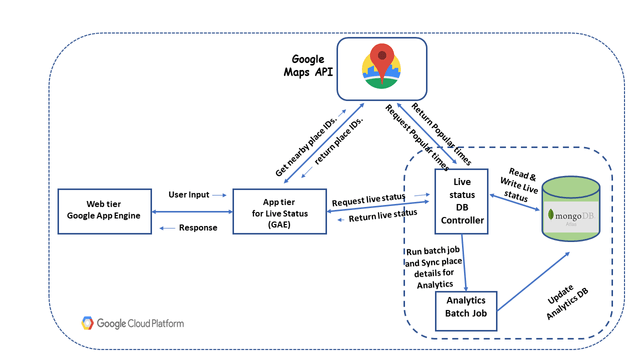 Google
Maps API
Get nearby place IDs.
return place IDs.
Return Popular times
Request Popular times
Web tier
Google App Engine
User Input
Response
App tier
for Live Status
(GAE)
Request live status
Return live status
Live
status
DB
Controller
Read &
Write Live
status
mongoDB
Atlas
Run batch job
and Sync place
details for
Analytics
Analytics
Batch Job
Update
Analytics DB
Google Cloud Platform